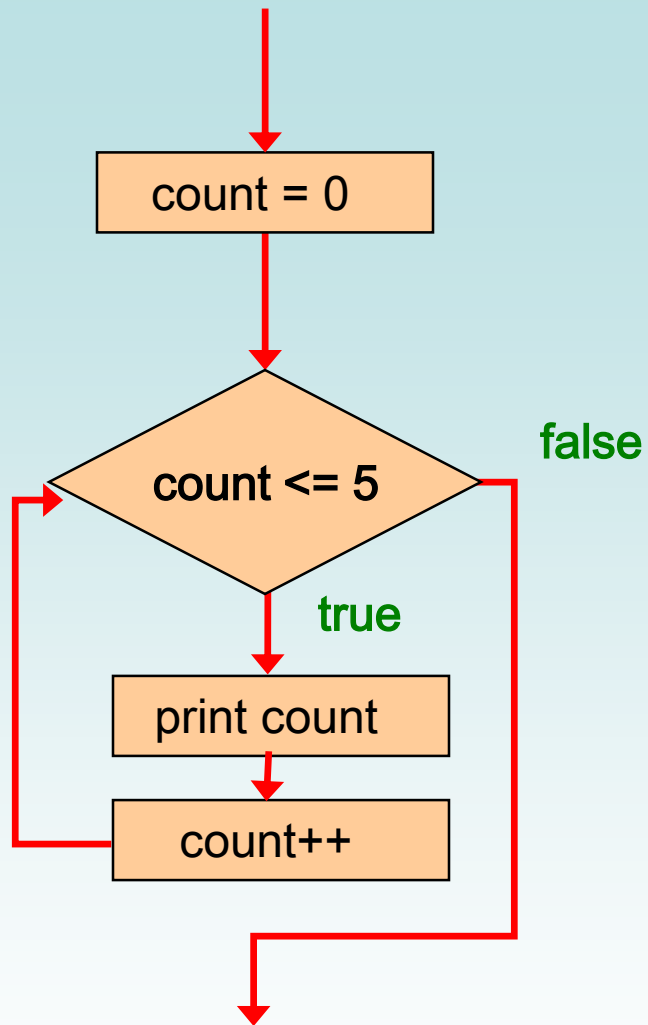 count = 0
count <= 5
false
true
print count
count++